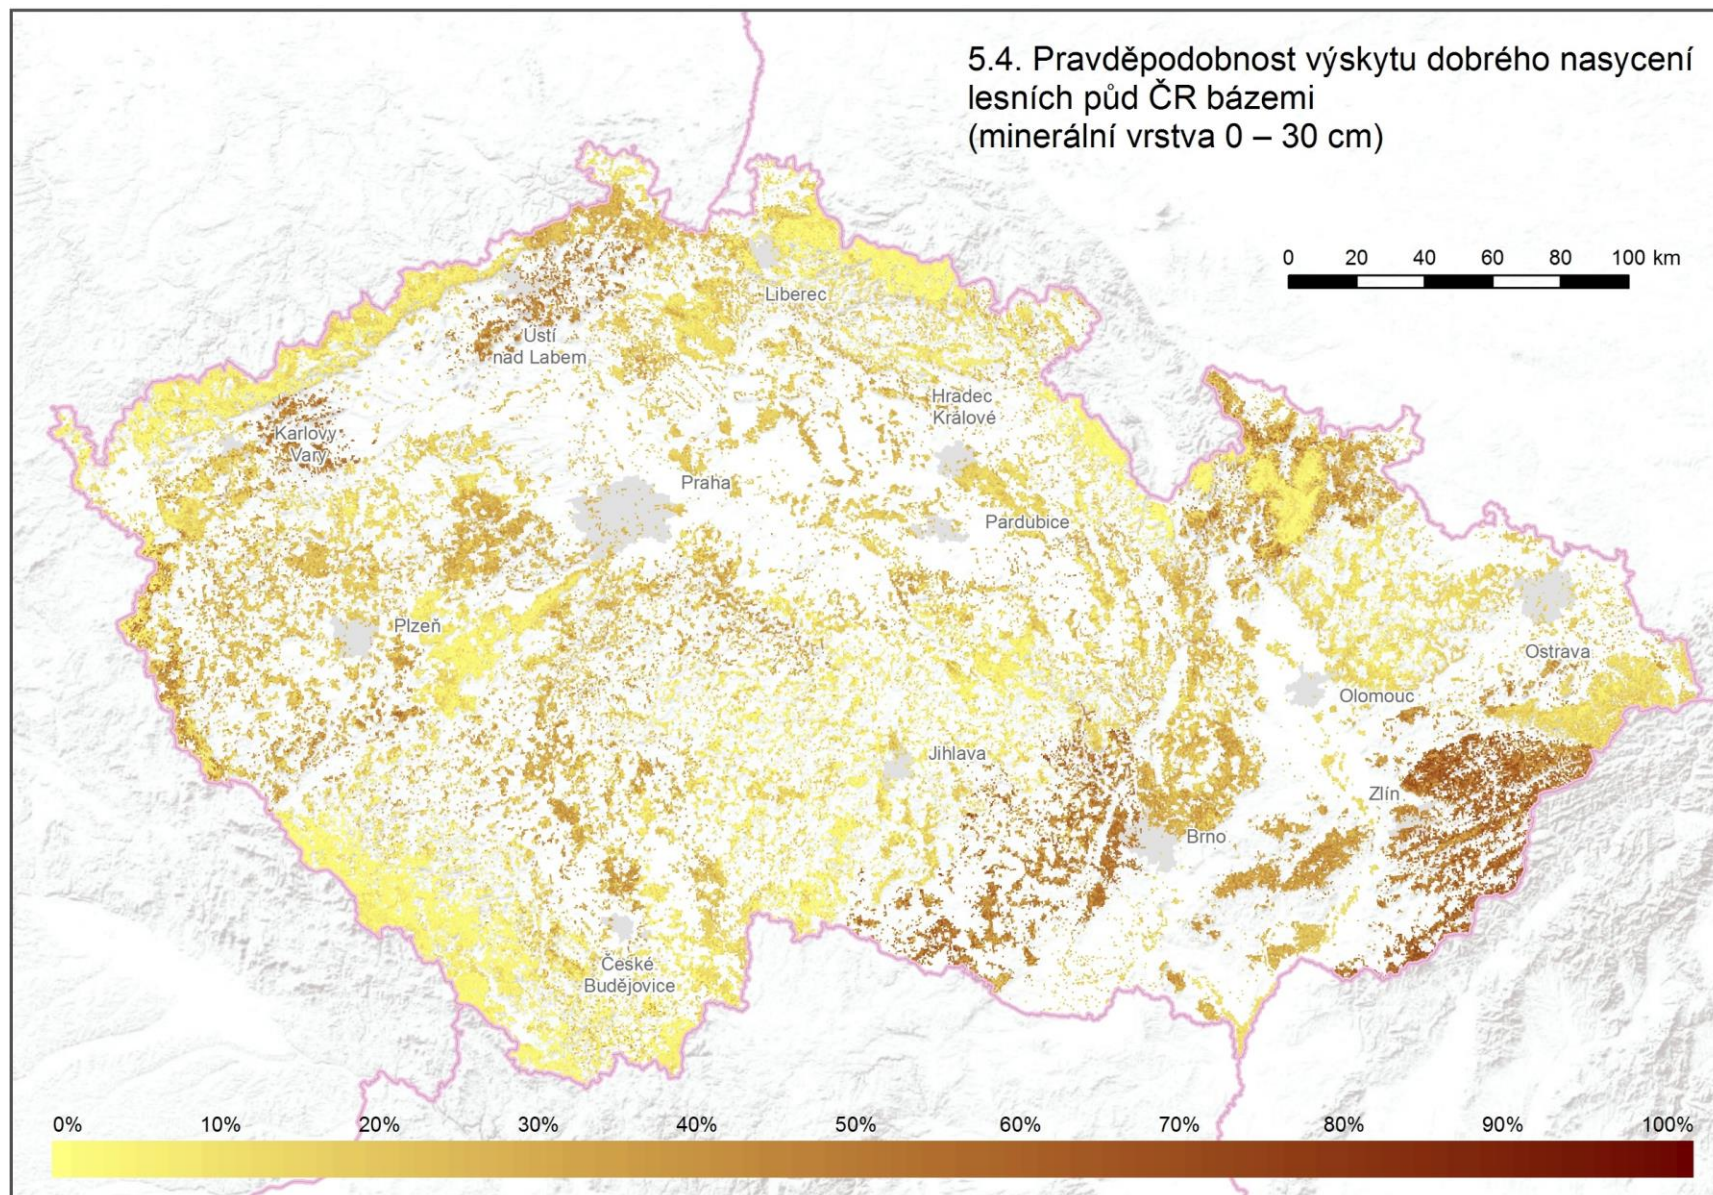 5.4. Pravděpodobnost výskytu dobrého nasycení
lesních půd ČR bázemi
(minerální vrstva 0 – 30 cm)
0 20 40 60 80 100 km
Liberec
Ústí
nad Labem
Hradec
Králové
Karlovy
Vary
Praha
Pardubice
Plzeň
Ostrava
Olomouc
Jihlava
Zlín
Brno
České
Budějovice
0% 10% 20% 30% 40% 50% 60% 70% 80% 90% 100%